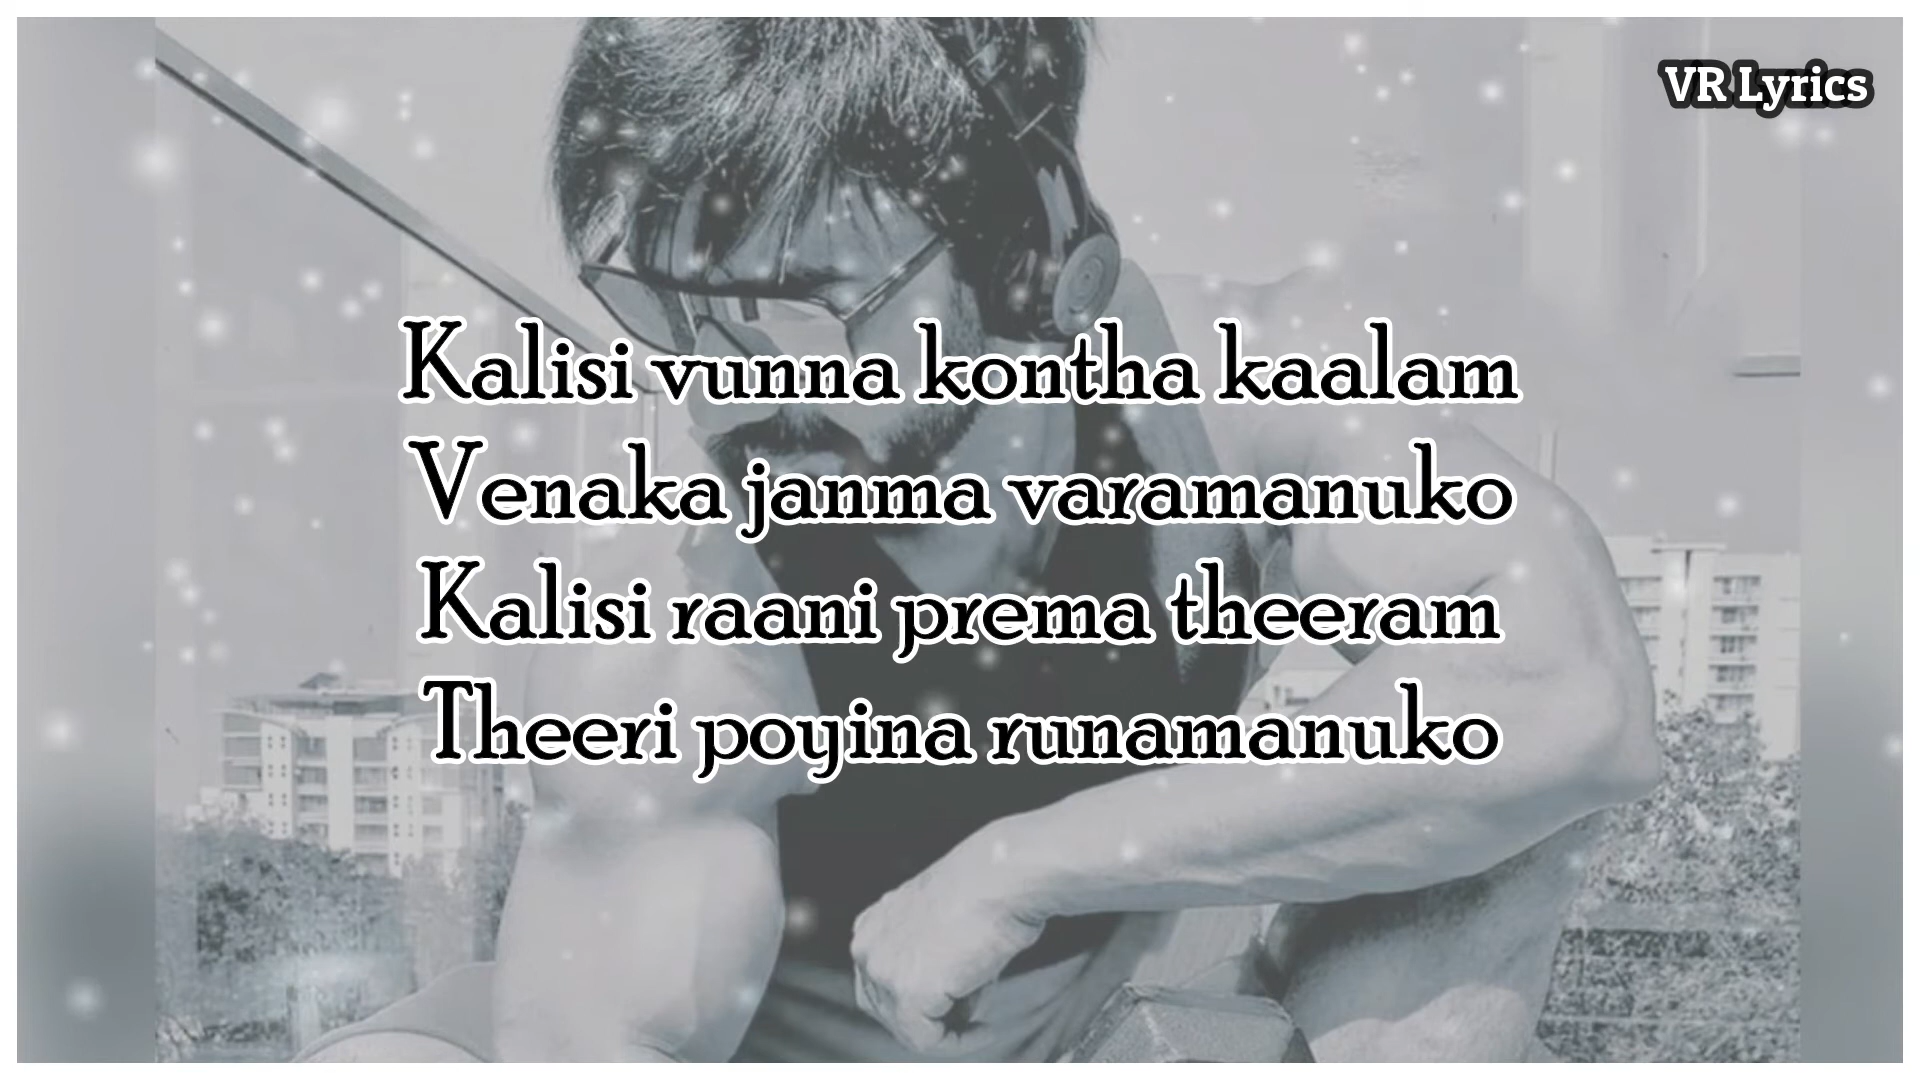 VR Lyrics
Kalisi vunna kontha kaalam
Venaka janma varamanuko
Kalisi raani prema theeram
Theeri poyina runamanuko